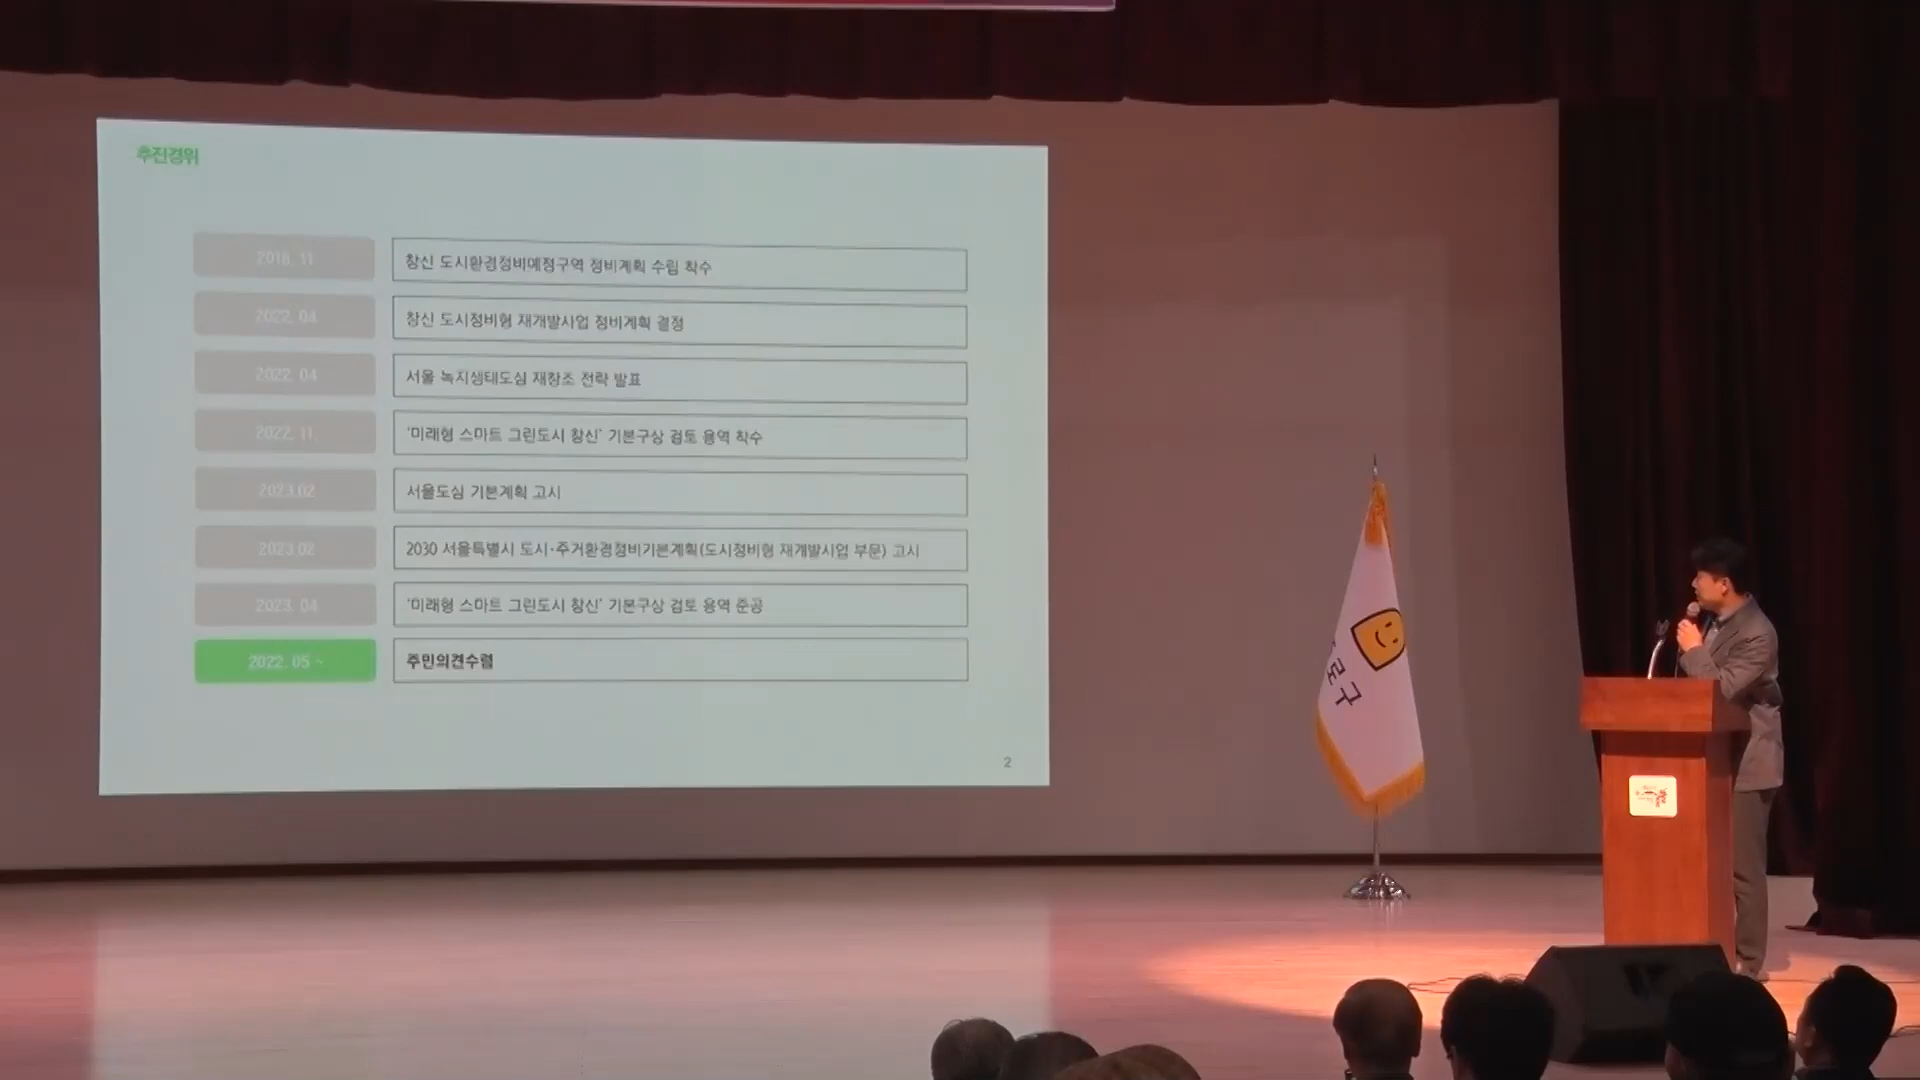 추진경위
2016. 11 창신 도시환경정비예정구역 정비계획 수립 착수
2022. 04 창신 도시정비형 재개발사업 정비계획 결정
2022. 04 서울 녹지생태도심 재창조 전략 발표
2022. 11. '미래형 스마트 그린도시 창신' 기본구상 검토 용역 착수
2023.02 서울도심 기본계획 고시
2023.02 2030 서울특별시 도시·주거환경정비기본계획(도시정비형 재개발사업 부문) 고시
2023. 04 '미래형 스마트 그린도시 창신' 기본구상 검토 용역 준공
2022. 05 ~ 주민의견수렴
2
로구